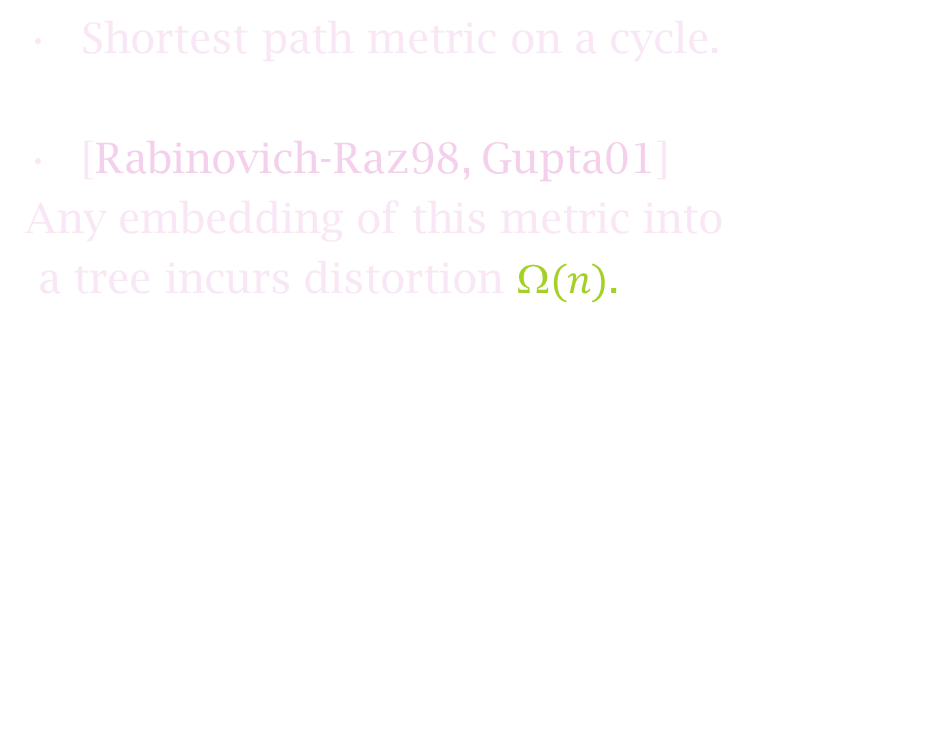 · Shortest path metric on a cycle.
· [Rabinovich-Raz98, Gupta01]
Any embedding of this metric into
a tree incurs distortion Ω(n).